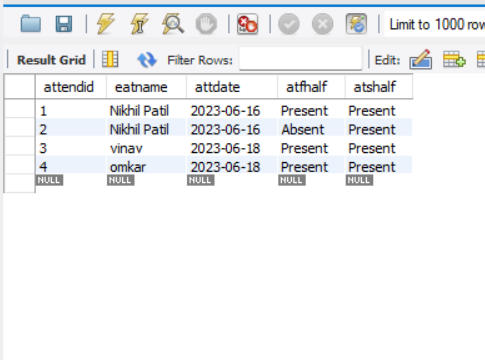 Limit to 1000 row
Result Grid Filter Rows: Edit:
attendid eatname attdate atfhalf atshalf
1 Nikhil Patil 2023-06-16 Present Present
2 Nikhil Patil 2023-06-16 Absent Present
3 vinav 2023-06-18 Present Present
4 omkar 2023-06-18 Present Present
NULL NULL NULL NULL NULL